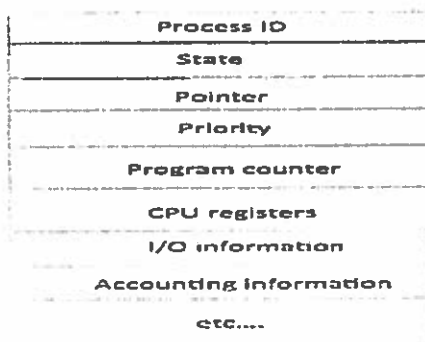 Process ID
State
Pointer
Priority
Program counter
CPU registers
I/O information
Accounting information
etc....